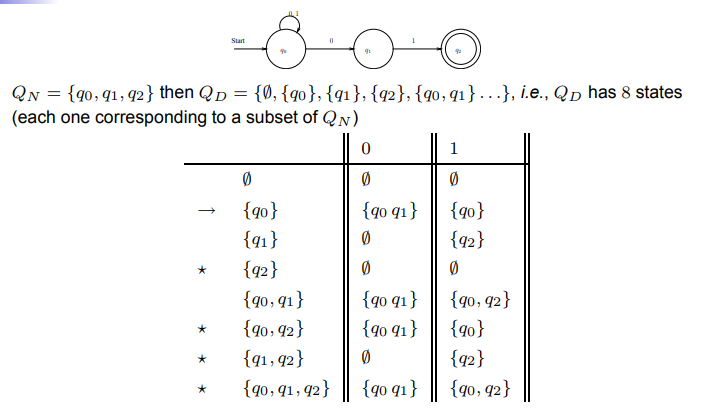 0, 1
Start q0 0 q1 1 q2
Q_N = {q0, q1, q2} then Q_D = {∅, {q0}, {q1}, {q2}, {q0, q1} . . .}, i.e., Q_D has 8 states
(each one corresponding to a subset of Q_N)
0 1
∅ ∅ ∅
→ {q0} {q0 q1} {q0}
{q1} ∅ {q2}
⋆ {q2} ∅ ∅
{q0, q1} {q0 q1} {q0, q2}
⋆ {q0, q2} {q0 q1} {q0}
⋆ {q1, q2} ∅ {q2}
⋆ {q0, q1, q2} {q0 q1} {q0, q2}